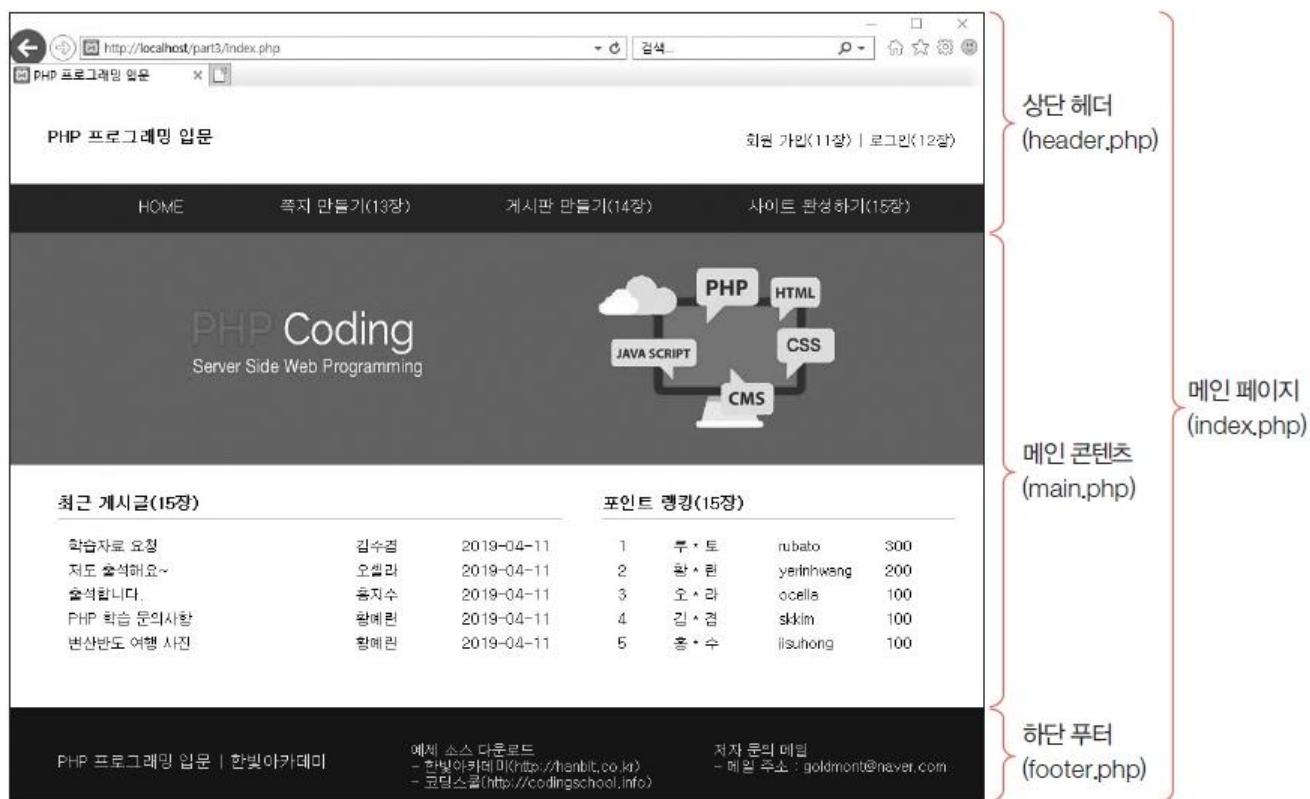 http://localhost/part3/index.php
검색...
PHP 프로그래밍 입문
PHP 프로그래밍 입문
회원 가입(11장) | 로그인(12장)
HOME 쪽지 만들기(13장) 게시판 만들기(14장) 사이트 완성하기(15장)
PHP Coding
Server Side Web Programming
PHP
HTML
JAVA SCRIPT
CSS
CMS
최근 게시글(15장)
학습자료 요청 김수겸 2019-04-11
저도 출석해요~ 오셀라 2019-04-11
출석합니다. 홍지수 2019-04-11
PHP 학습 문의사항 황예린 2019-04-11
변산반도 여행 사진 황예린 2019-04-11
포인트 랭킹(15장)
1 루*토 rubato 300
2 황*린 yerinhwang 200
3 오*라 ocella 100
4 김*겸 skkim 100
5 홍*수 jisuhong 100
PHP 프로그래밍 입문 | 한빛아카데미
예제 소스 다운로드
- 한빛아카데미(http://hanbit.co.kr)
- 코딩스쿨(http://codingschool.info)
저자 문의 메일
- 메일 주소 : goldmont@naver.com
상단 헤더
(header.php)
메인 콘텐츠
(main.php)
하단 푸터
(footer.php)
메인 페이지
(index.php)